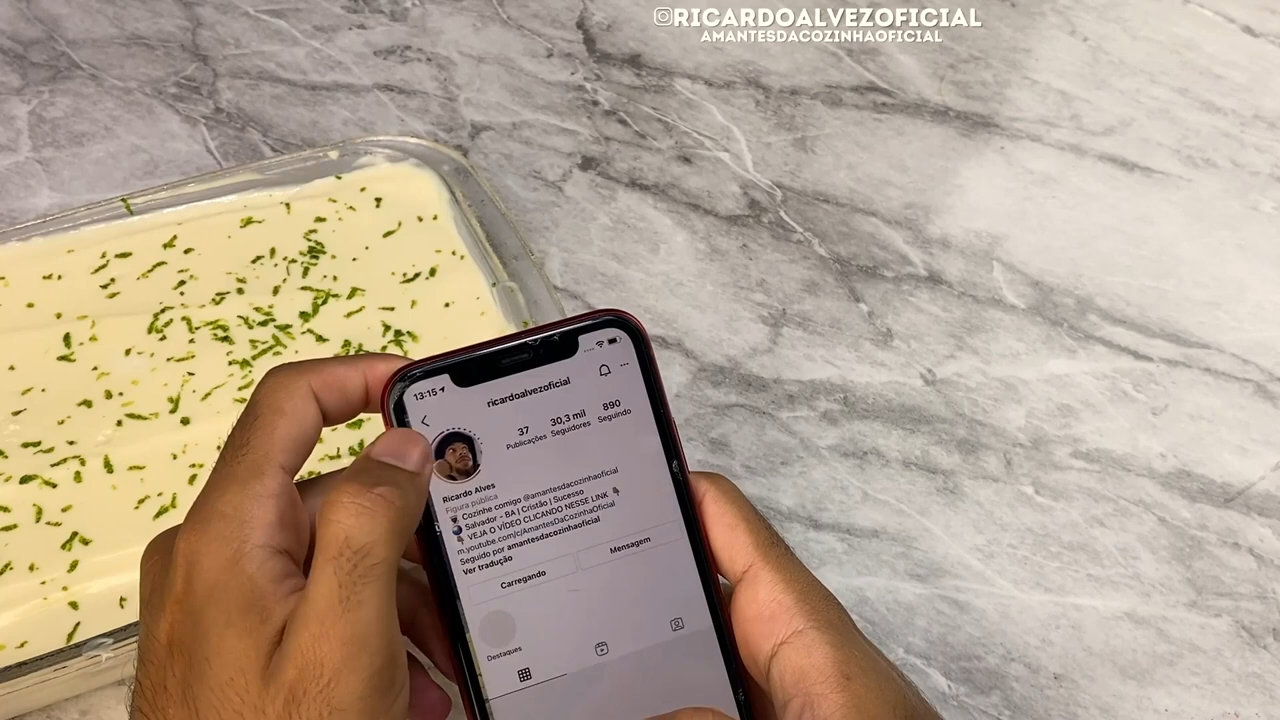 RICARDOALVEZOFICIAL
AMANTESDACOZINHAOFICIAL
13:15
ricardoalvezoficial
37 30,3 mil 890
Publicações Seguidores Seguindo
Ricardo Alves
Figura pública
Cozinhe comigo @amantesdacozinhaoficial
Salvador - BA | Cristão | Sucesso
VEJA O VÍDEO CLICANDO NESSE LINK
m.youtube.com/c/AmantesDaCozinhaOficial
Seguido por amantesdacozinhaoficial
Ver tradução
Carregando Mensagem
Destaques